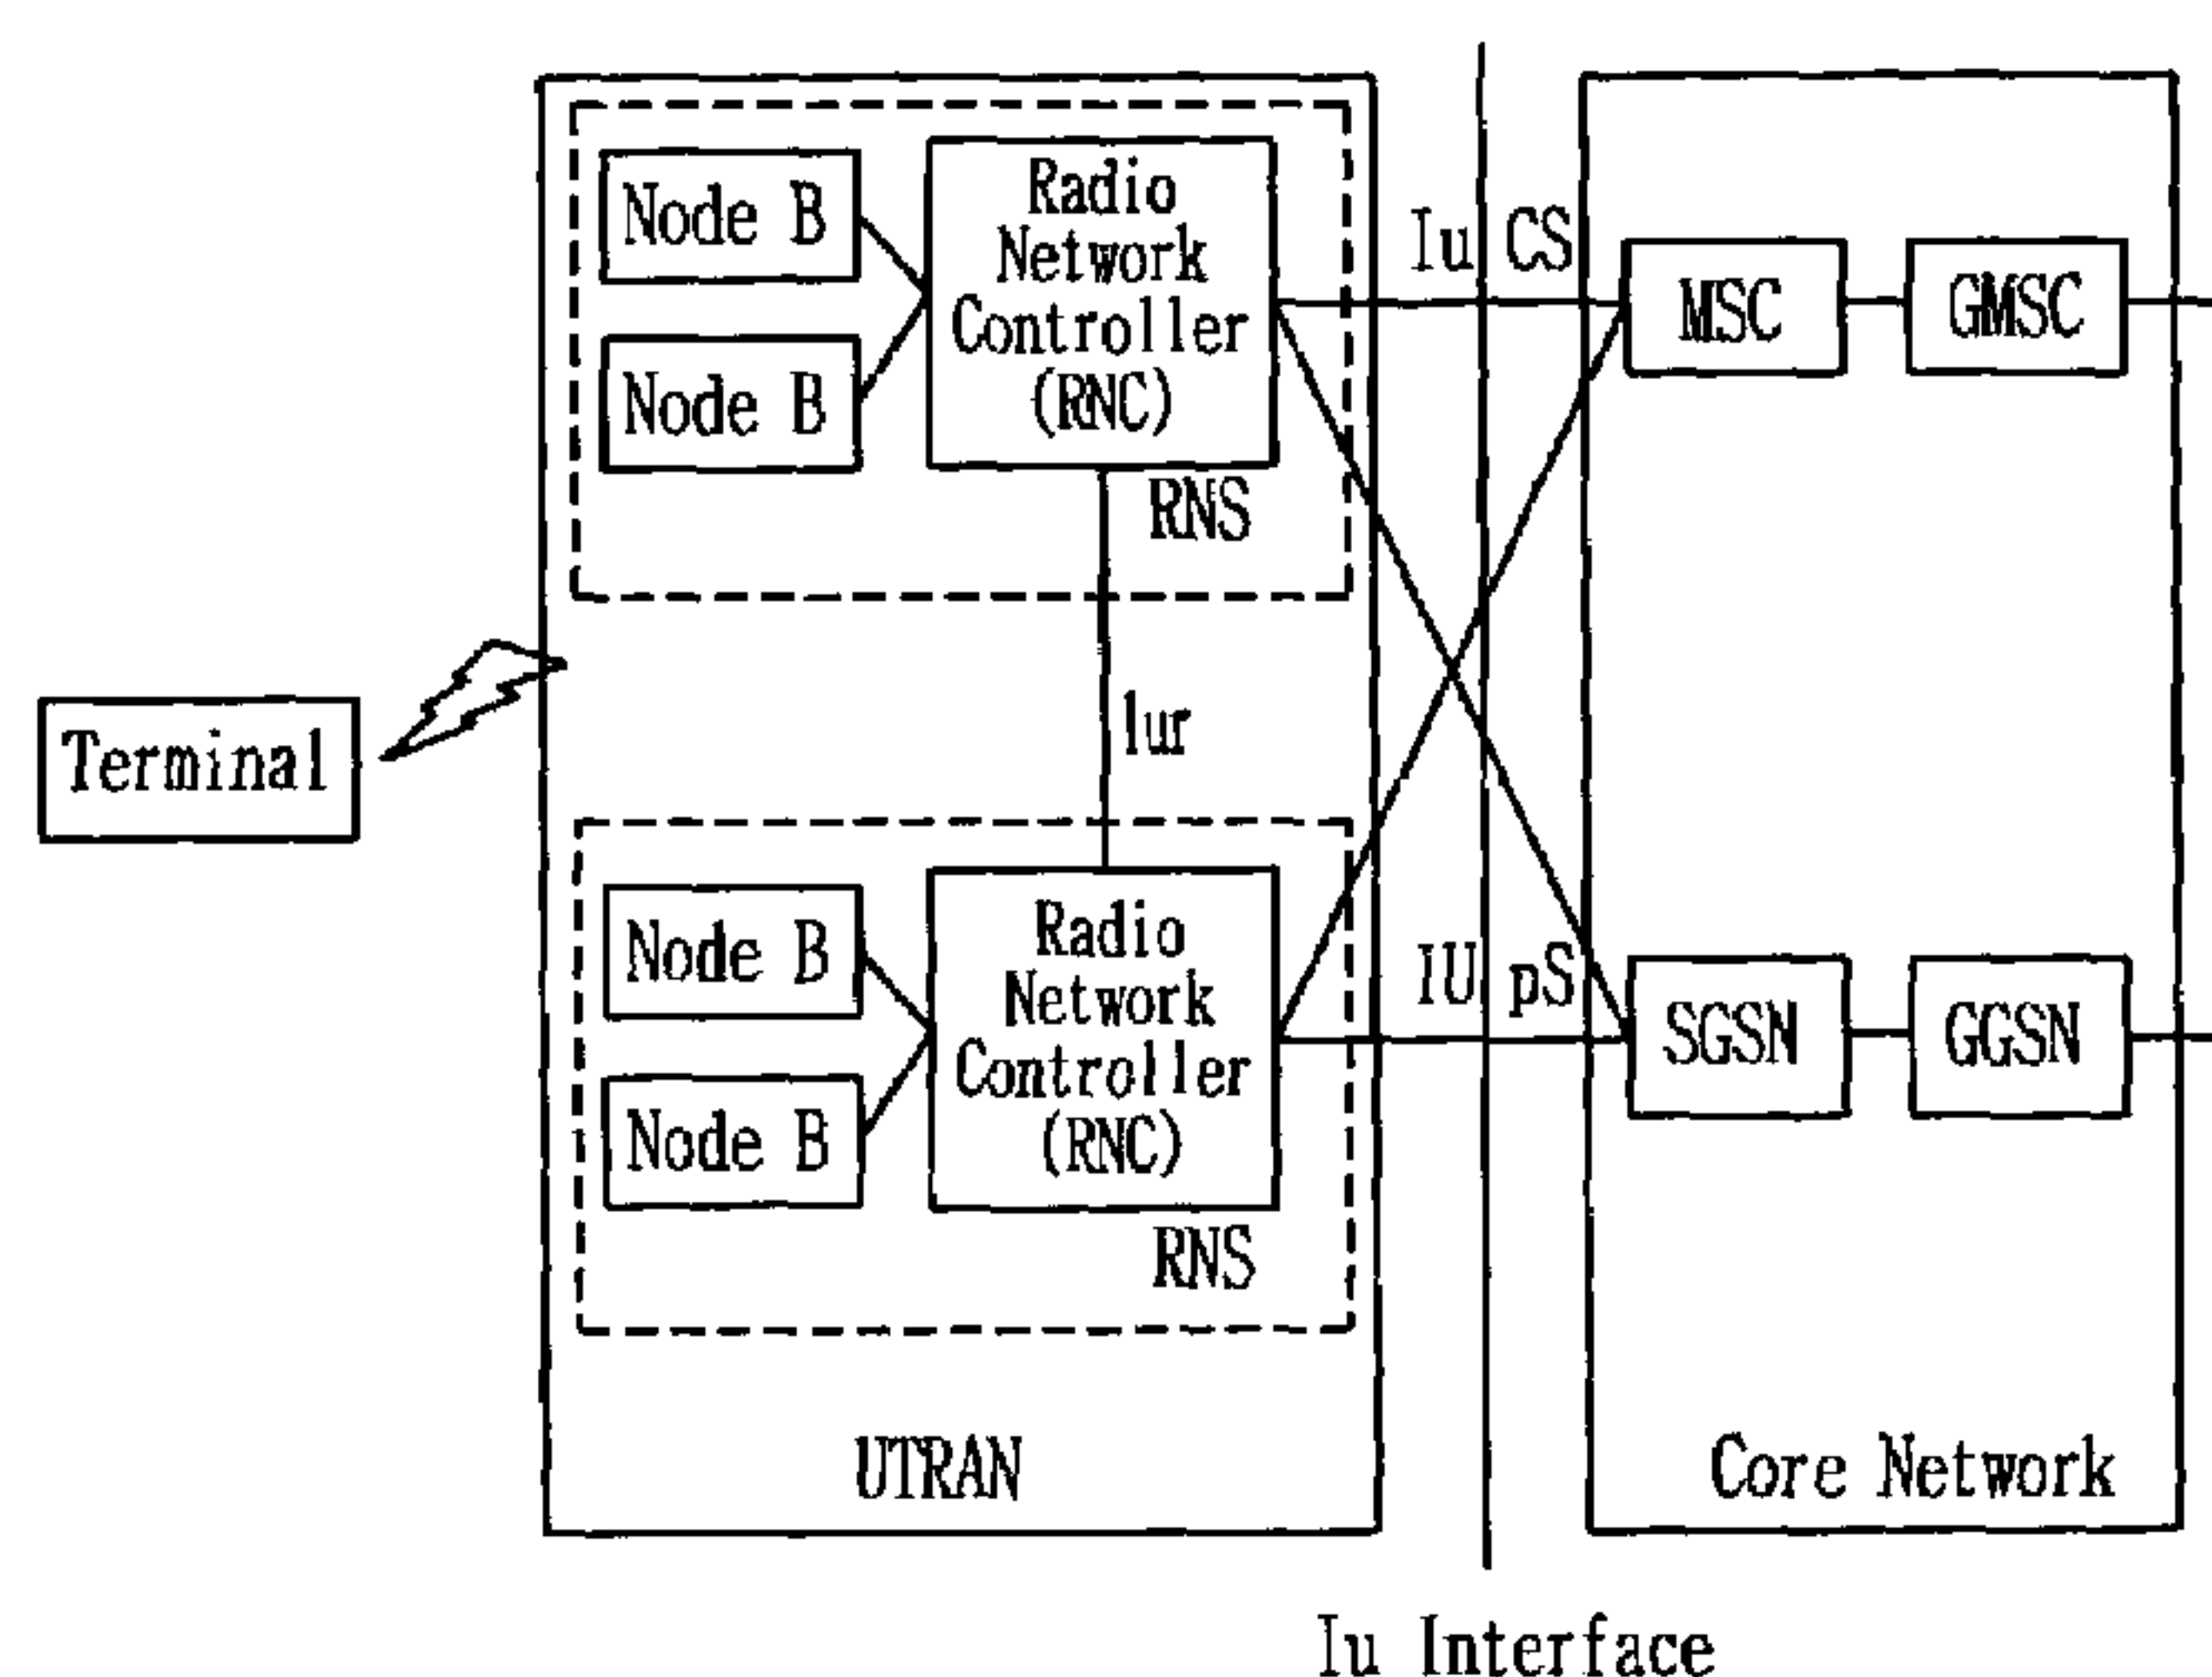 Node B
Node B
Radio
Network
Controller
(RNC)
RNS
Iu CS
MSC
GMSC
Terminal
lur
Node B
Node B
Radio
Network
Controller
(RNC)
RNS
IU pS
SGSN
GGSN
UTRAN
Core Network
Iu Interface